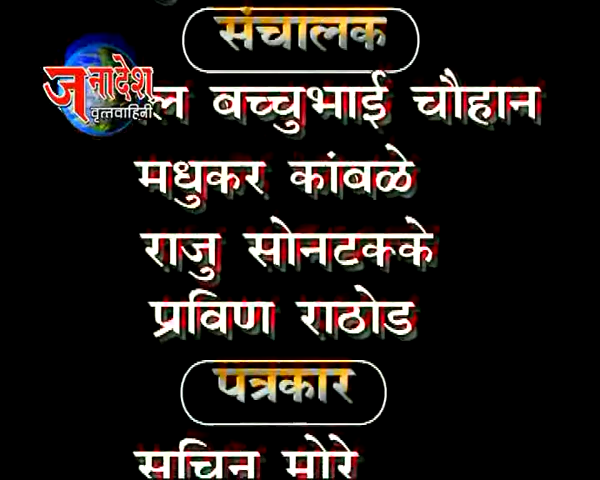 संचालक
जनादेश
वृत्तवाहिनी
बच्चुभाई चौहान
मधुकर कांबळे
राजु सोनटक्के
प्रविण राठोड
पत्रकार
सचिन मोरे